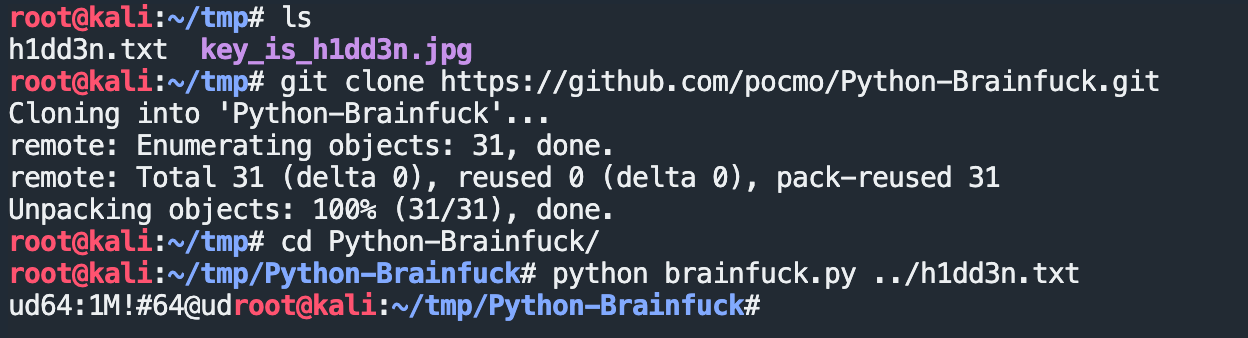 root@kali:~/tmp# ls
h1dd3n.txt  key_is_h1dd3n.jpg
root@kali:~/tmp# git clone https://github.com/pocmo/Python-Brainfuck.git
Cloning into 'Python-Brainfuck'...
remote: Enumerating objects: 31, done.
remote: Total 31 (delta 0), reused 0 (delta 0), pack-reused 31
Unpacking objects: 100% (31/31), done.
root@kali:~/tmp# cd Python-Brainfuck/
root@kali:~/tmp/Python-Brainfuck# python brainfuck.py ../h1dd3n.txt
ud64:1M!#64@udroot@kali:~/tmp/Python-Brainfuck#